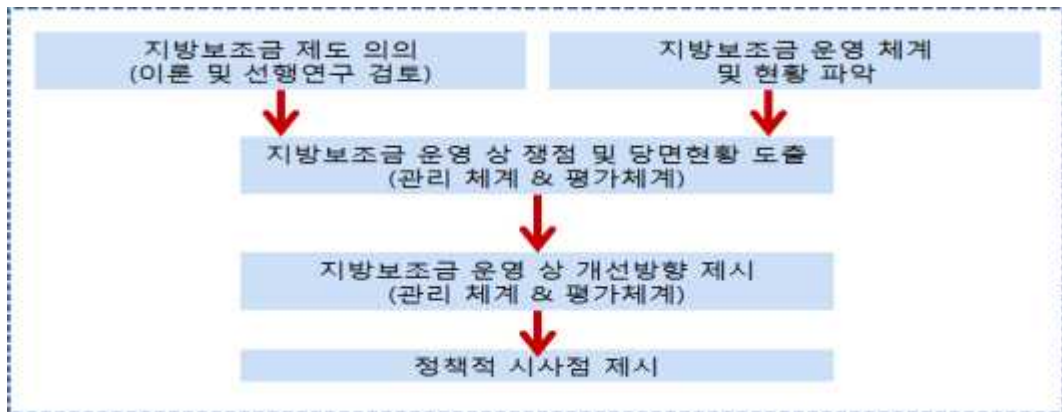 지방보조금 제도 의의
(이론 및 선행연구 검토)
지방보조금 운영 체계
및 현황 파악
지방보조금 운영 상 쟁점 및 당면현황 도출
(관리 체계 & 평가체계)
지방보조금 운영 상 개선방향 제시
(관리 체계 & 평가체계)
정책적 시사점 제시